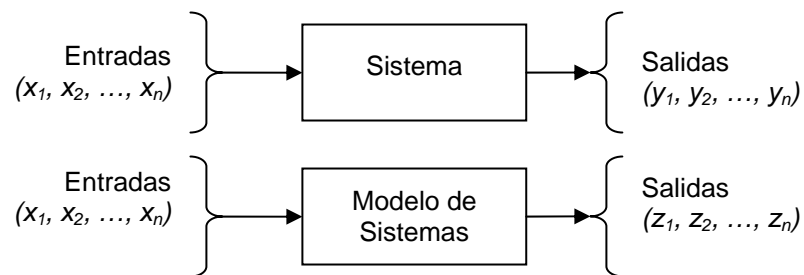 Entradas
(x₁, x₂, …, xₙ)
Sistema
Salidas
(y₁, y₂, …, yₙ)
Entradas
(x₁, x₂, …, xₙ)
Modelo de
Sistemas
Salidas
(z₁, z₂, …, zₙ)